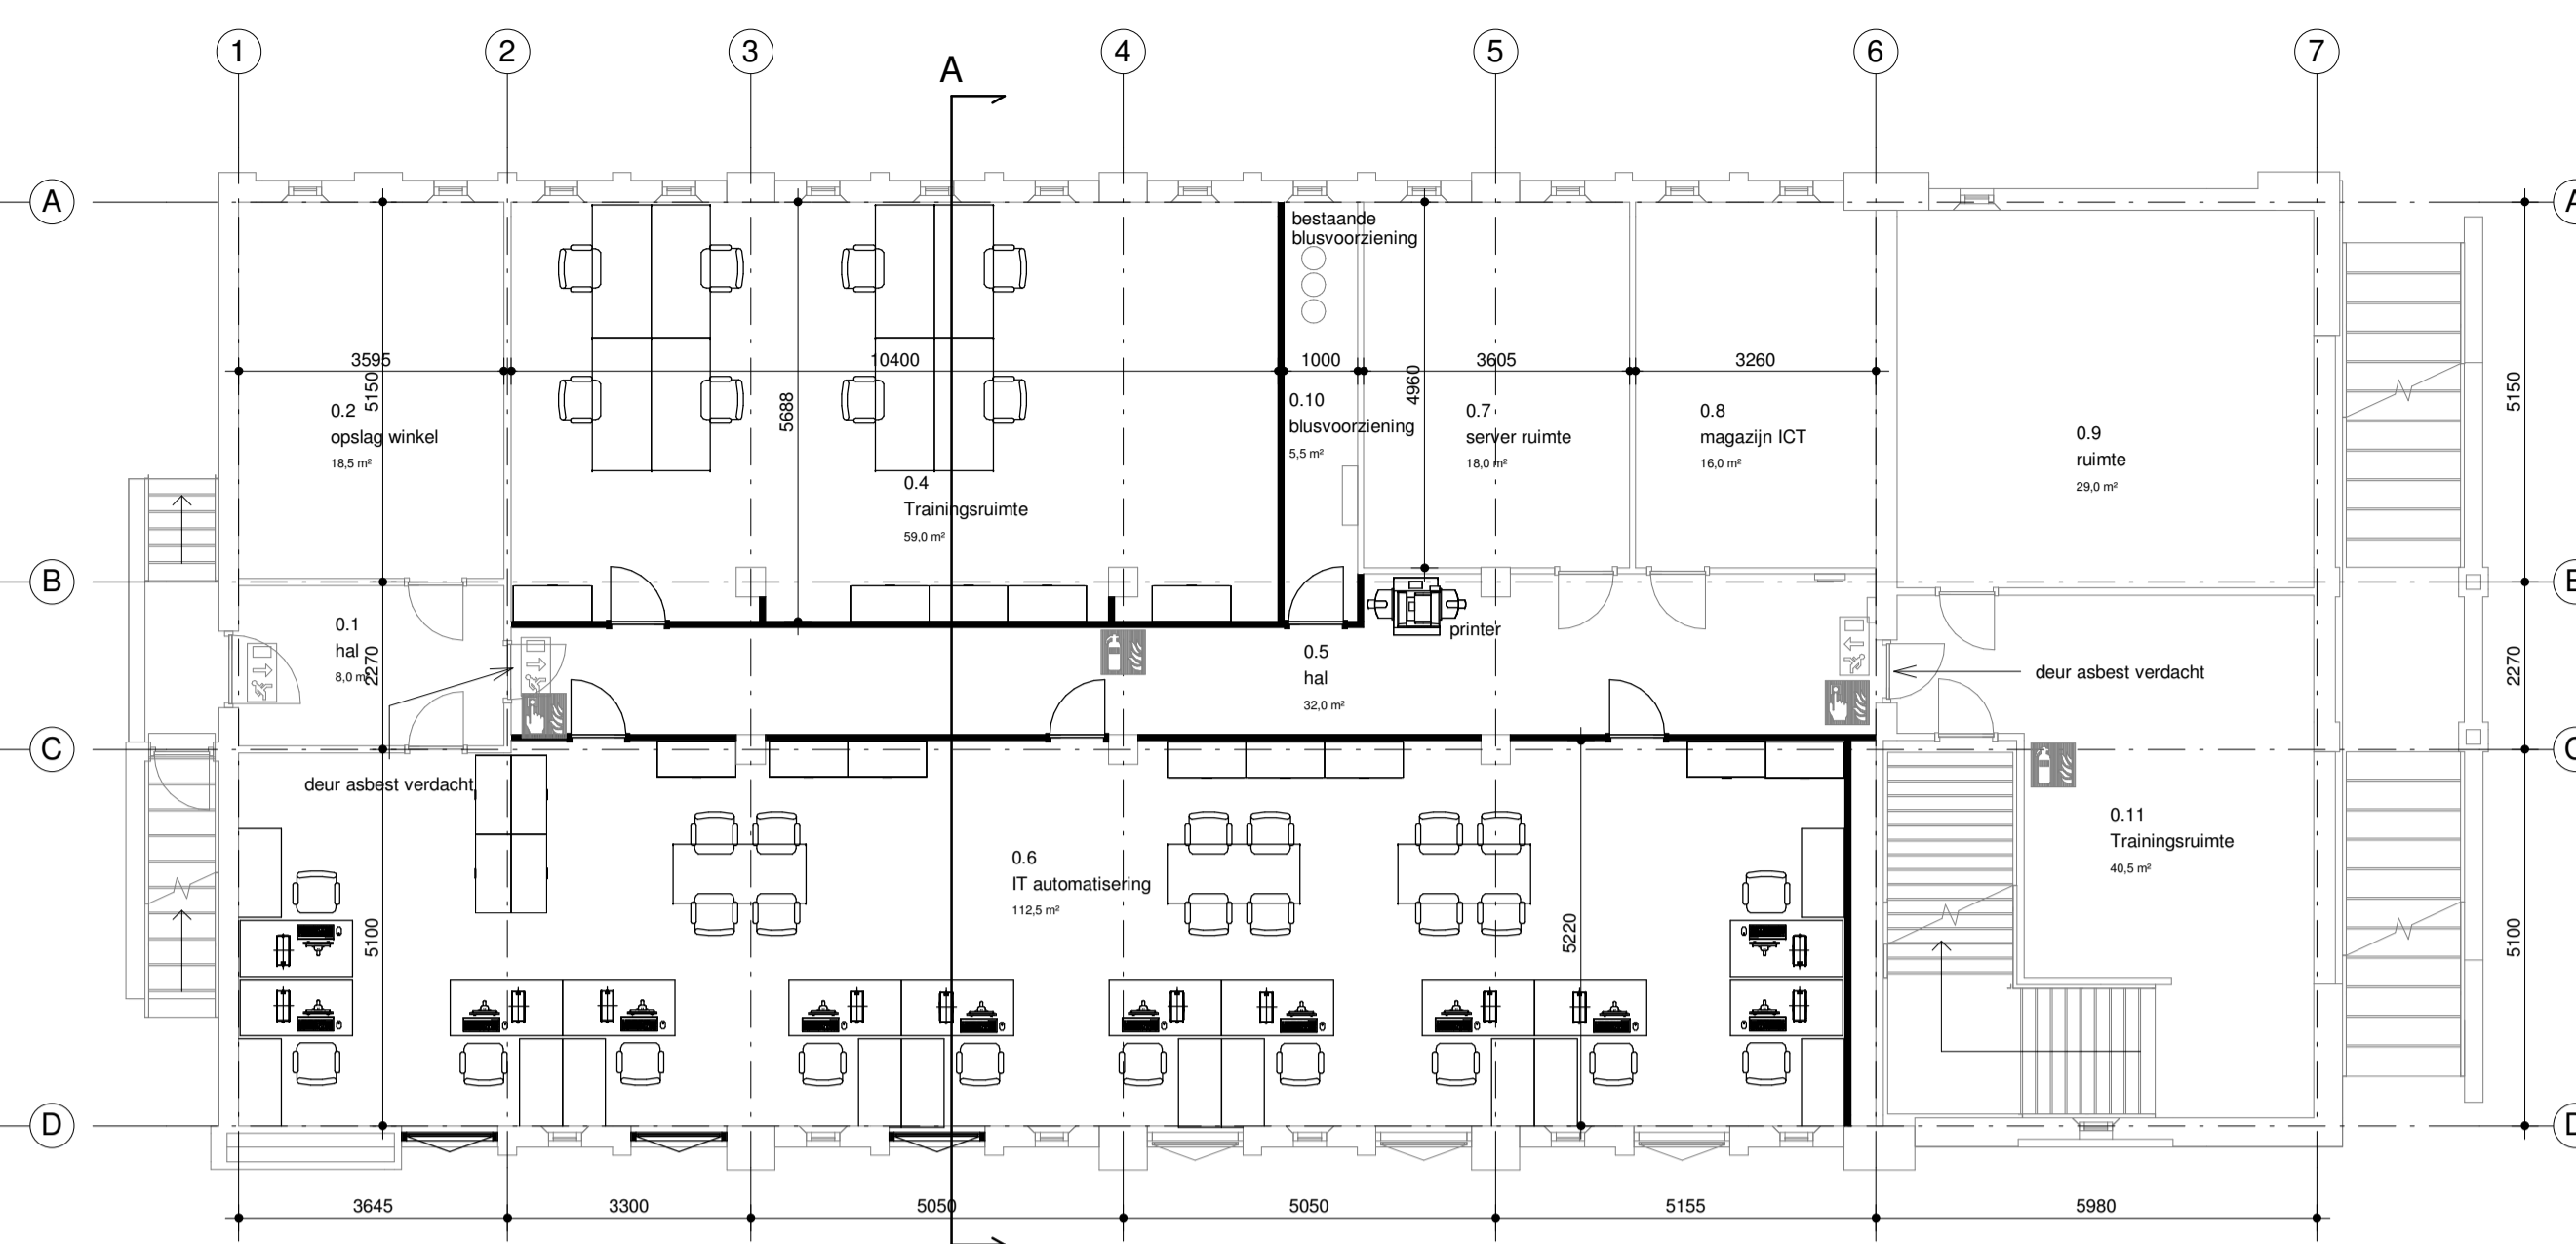 1 2 3 4 5 6 7
A
A A
bestaande
blusvoorziening
3595 10400 1000 3605 3260
5150 5688 4960 5150
0.2
opslag winkel
18,5 m²
0.4
Trainingsruimte
59,0 m²
0.10
blusvoorziening
5,5 m²
0.7
server ruimte
18,0 m²
0.8
magazijn ICT
16,0 m²
0.9
ruimte
29,0 m²
B B
0.1
hal
8,0 m²
2270
printer
0.5
hal
32,0 m²
deur asbest verdacht
2270
C C
deur asbest verdacht
0.6
IT automatisering
112,5 m²
0.11
Trainingsruimte
40,5 m²
5100 5220 5100
D D
3645 3300 5050 5050 5155 5980